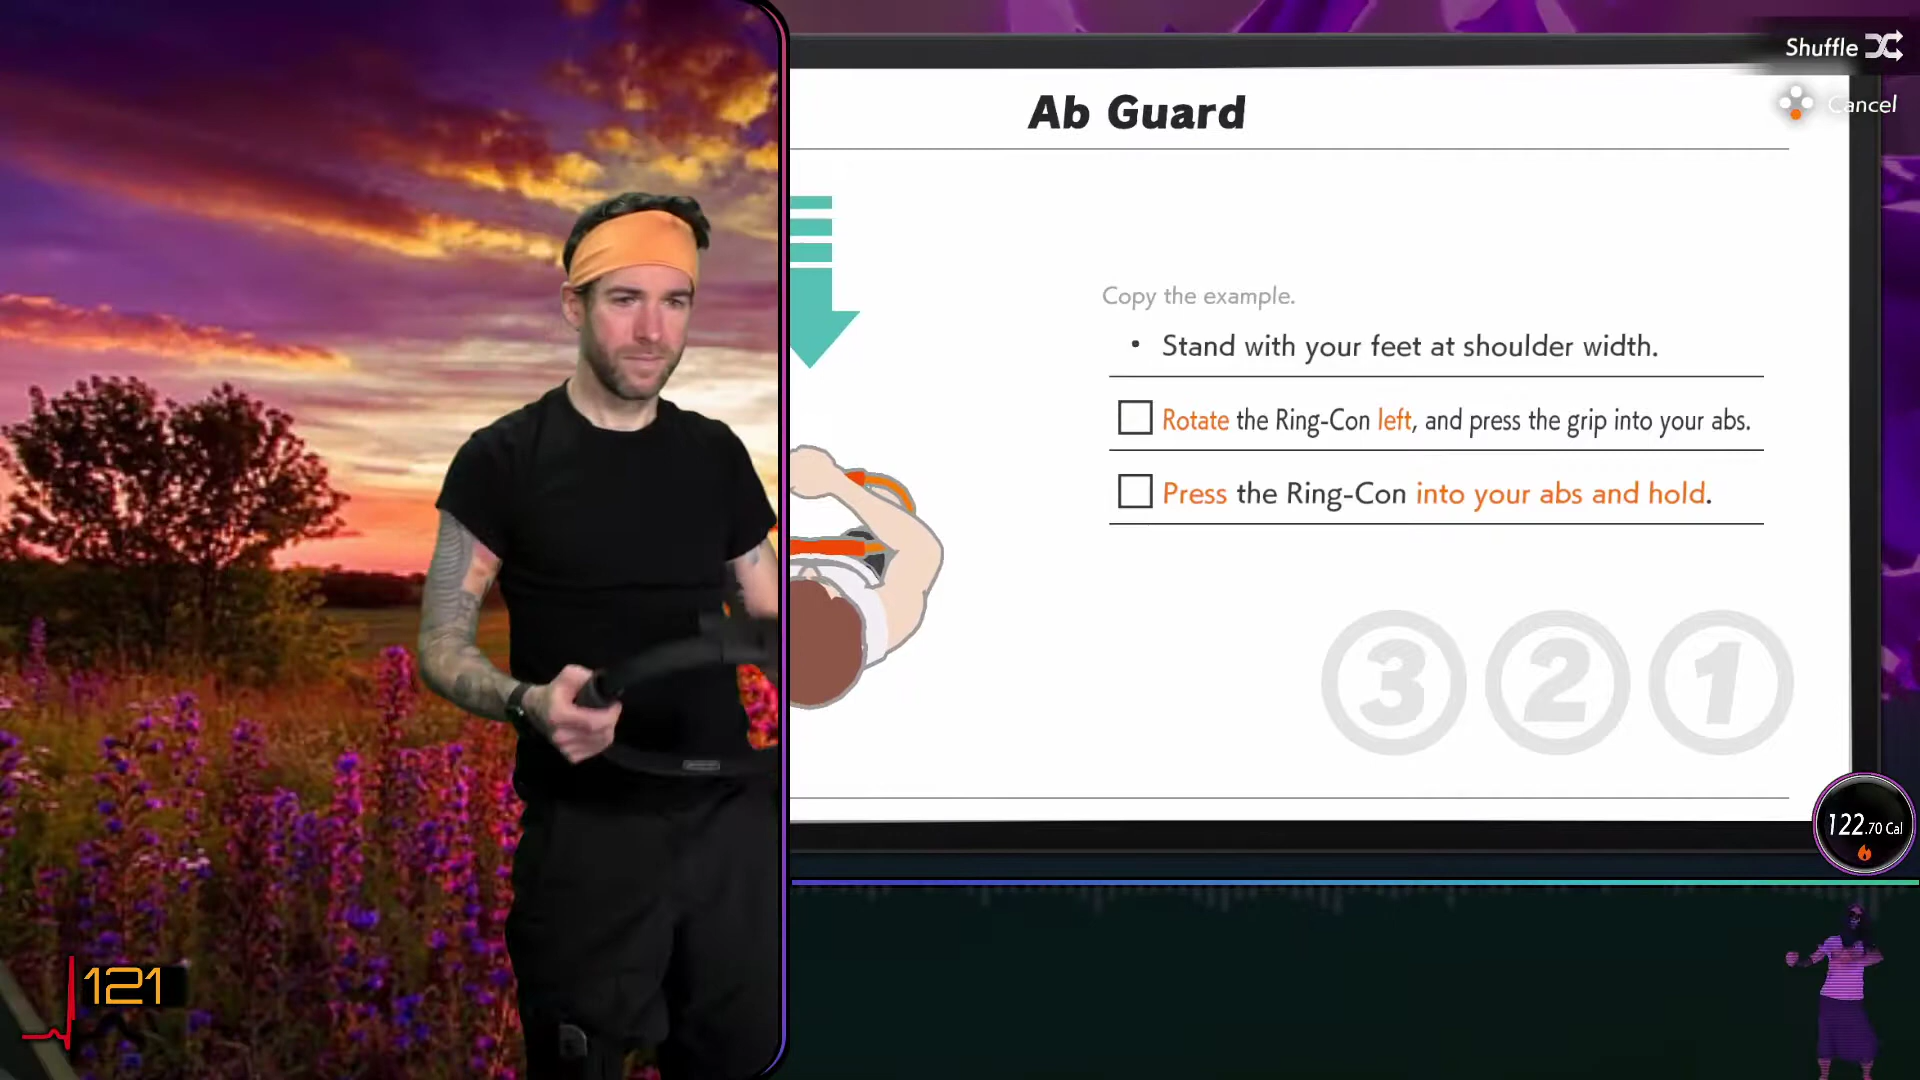 Shuffle
Cancel
Ab Guard
Copy the example.
• Stand with your feet at shoulder width.
Rotate the Ring-Con left, and press the grip into your abs.
Press the Ring-Con into your abs and hold.
3 2 1
122.70 Cal
121